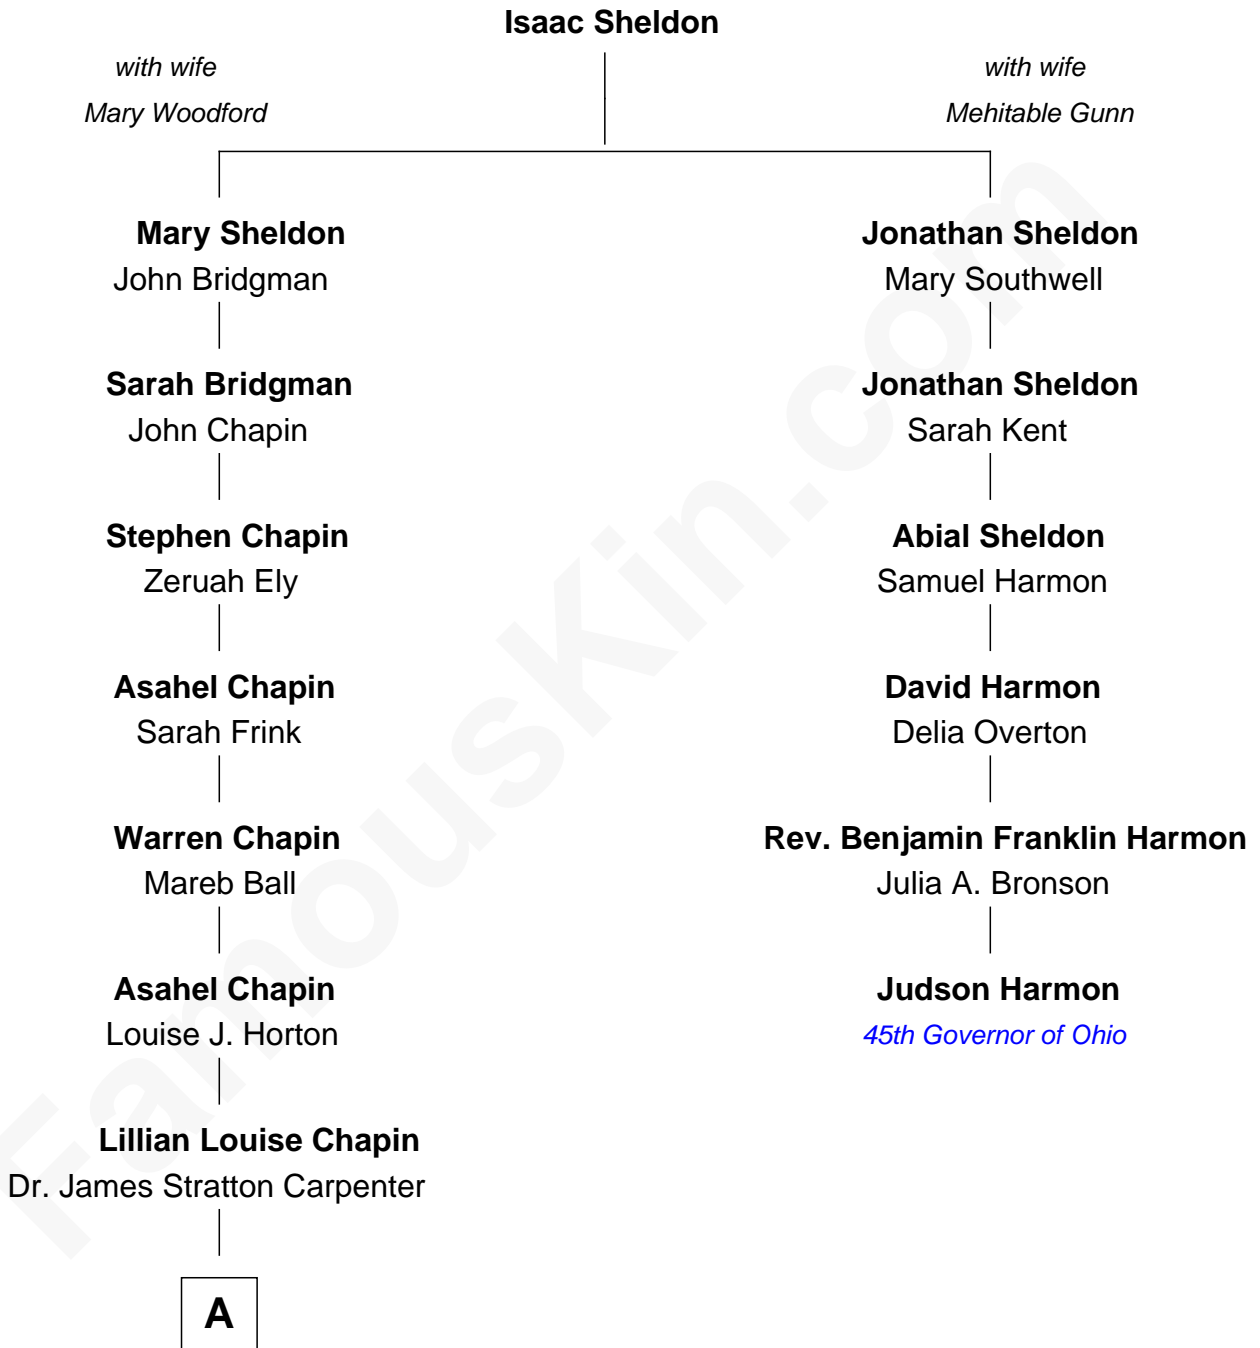 Isaac Sheldon
with wife
Mary Woodford
with wife
Mehitable Gunn
Mary Sheldon
John Bridgman
Jonathan Sheldon
Mary Southwell
Sarah Bridgman
John Chapin
Jonathan Sheldon
Sarah Kent
Stephen Chapin
Zeruah Ely
Abial Sheldon
Samuel Harmon
Asahel Chapin
Sarah Frink
David Harmon
Delia Overton
Warren Chapin
Mareb Ball
Rev. Benjamin Franklin Harmon
Julia A. Bronson
Asahel Chapin
Louise J. Horton
Judson Harmon
45th Governor of Ohio
Lillian Louise Chapin
Dr. James Stratton Carpenter
A
FamousKin.com